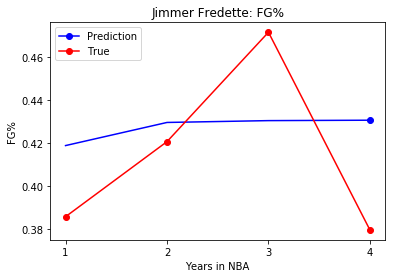 Jimmer Fredette: FG%
Prediction
True
0.46
0.44
0.42
0.40
0.38
FG%
1 2 3 4
Years in NBA